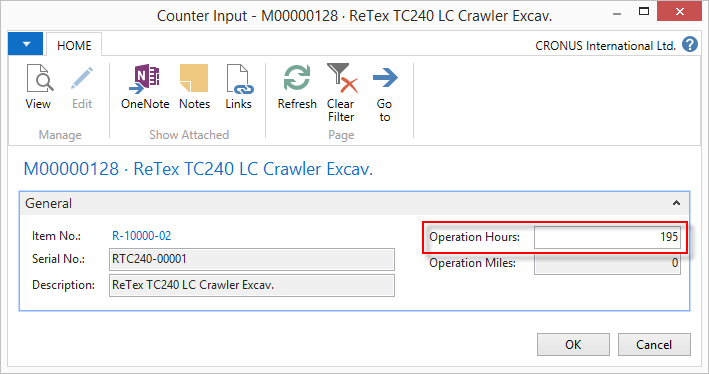 Counter Input - M00000128 · ReTex TC240 LC Crawler Excav.
HOME
CRONUS International Ltd.
View
Edit
OneNote
Notes
Links
Refresh
Clear Filter
Go to
Manage
Show Attached
Page
M00000128 · ReTex TC240 LC Crawler Excav.
General
Item No.: R-10000-02
Operation Hours: 195
Serial No.: RTC240-00001
Operation Miles: 0
Description: ReTex TC240 LC Crawler Excav.
OK
Cancel